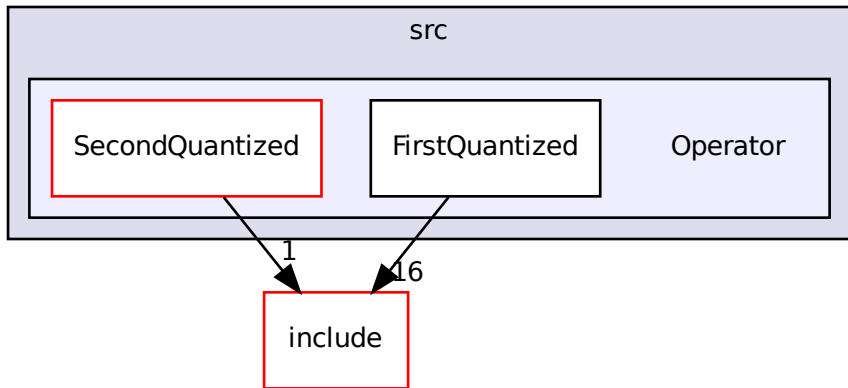 src
SecondQuantized
FirstQuantized
Operator
1
16
include